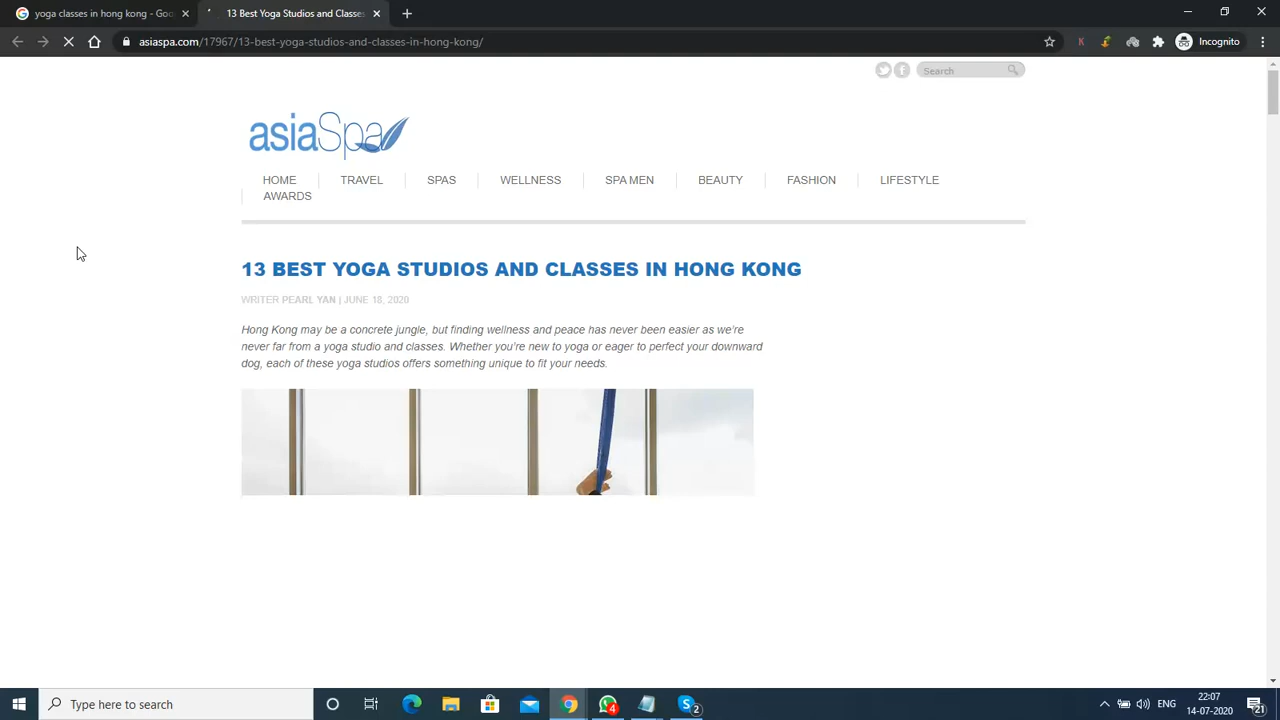 yoga classes in hong kong - Goo
13 Best Yoga Studios and Classes
asiaspa.com/17967/13-best-yoga-studios-and-classes-in-hong-kong/
Incognito
Search
asiaSpa
HOME
TRAVEL
SPAS
WELLNESS
SPA MEN
BEAUTY
FASHION
LIFESTYLE
AWARDS
13 BEST YOGA STUDIOS AND CLASSES IN HONG KONG
WRITER PEARL YAN | JUNE 18, 2020
Hong Kong may be a concrete jungle, but finding wellness and peace has never been easier as we're
never far from a yoga studio and classes. Whether you're new to yoga or eager to perfect your downward
dog, each of these yoga studios offers something unique to fit your needs.
Type here to search
4
2
ENG
22:07
14-07-2020
21